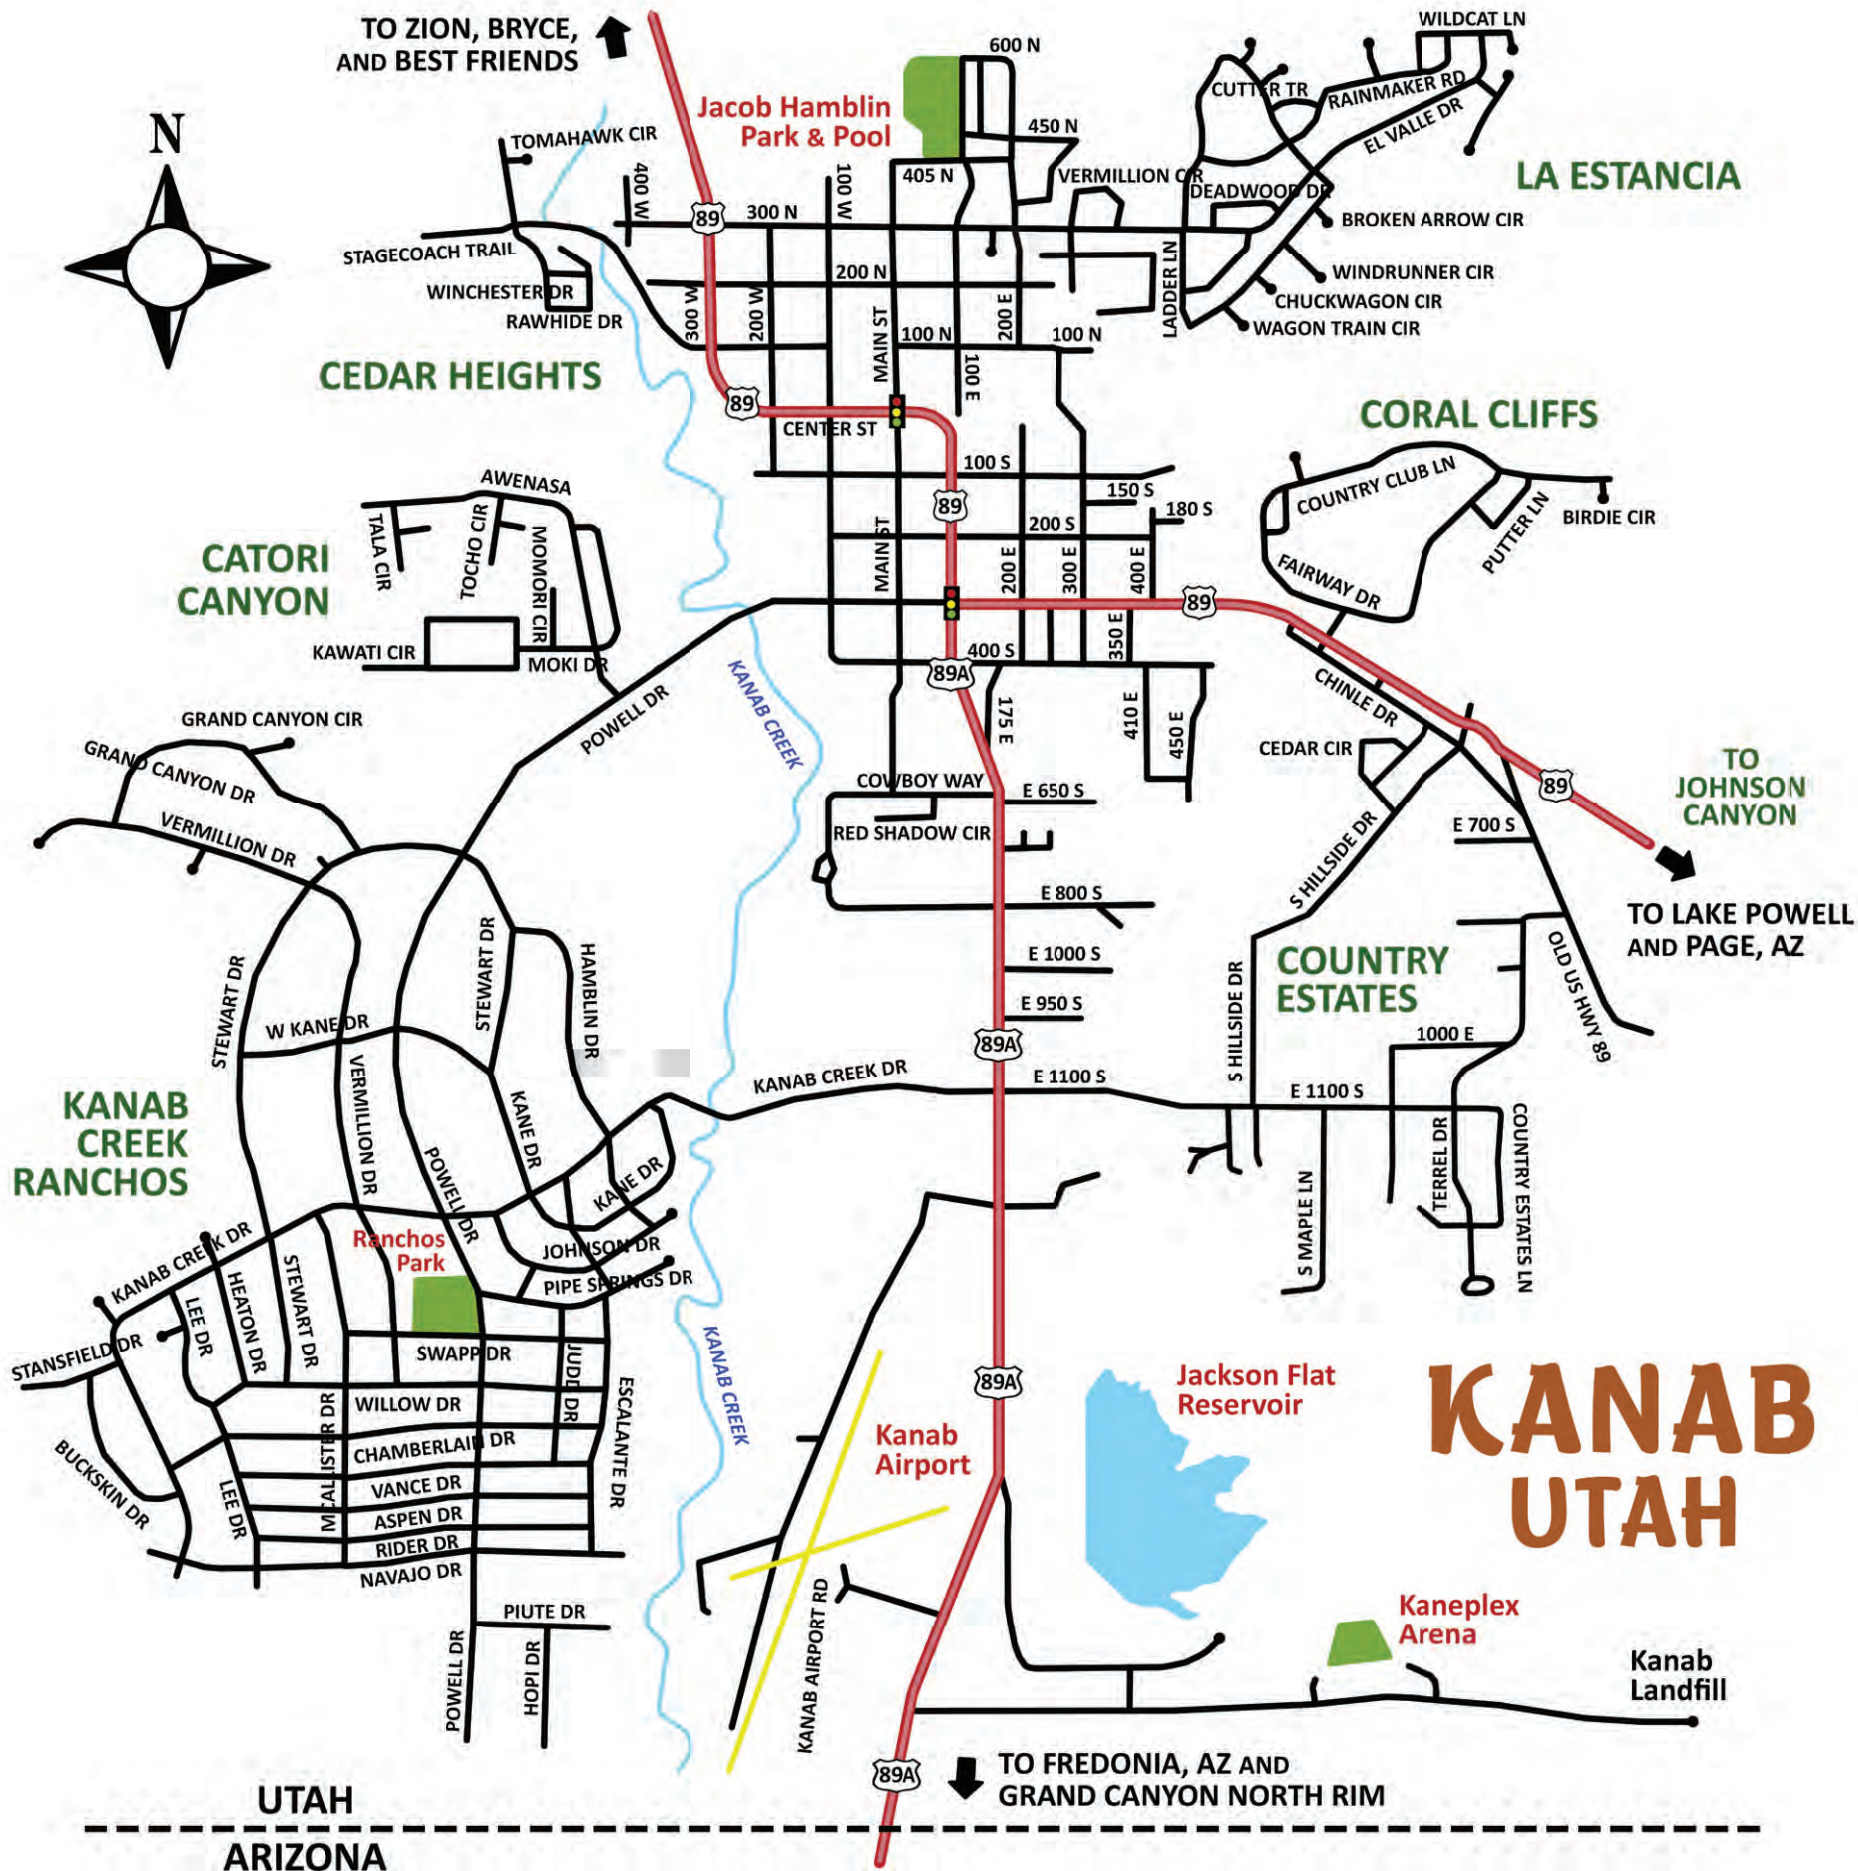 TO ZION, BRYCE,
AND BEST FRIENDS
N
Jacob Hamblin
Park & Pool
600 N
450 N
405 N
WILDCAT LN
CUTTER TR
RAINMAKER RD
EL VALLE DR
LA ESTANCIA
TOMAHAWK CIR
400 W
89
300 N
100 W
VERMILLION CIR
DEADWOOD DR
BROKEN ARROW CIR
STAGECOACH TRAIL
WINCHESTER DR
RAWHIDE DR
200 N
LADDER LN
WINDRUNNER CIR
CHUCKWAGON CIR
WAGON TRAIN CIR
300 W
200 W
MAIN ST
100 N
200 E
100 N
100 E
CEDAR HEIGHTS
89
CENTER ST
CORAL CLIFFS
COUNTRY CLUB LN
PUTTER LN
BIRDIE CIR
FAIRWAY DR
AWENASA
TALA CIR
TOCHO CIR
MOMORI CIR
CATORI
CANYON
KAWATI CIR
MOKI DR
100 S
89
150 S
180 S
200 S
MAIN ST
200 E
300 E
400 E
89
350 E
400 S
89A
KANAB CREEK
POWELL DR
175 E
410 E
450 E
CHINLE DR
CEDAR CIR
GRAND CANYON CIR
GRAND CANYON DR
VERMILLION DR
COWBOY WAY
E 650 S
RED SHADOW CIR
89
TO
JOHNSON
CANYON
E 700 S
S HILLSIDE DR
E 800 S
TO LAKE POWELL
AND PAGE, AZ
STEWART DR
STEWART DR
HAMBLIN DR
W KANE DR
E 1000 S
E 950 S
89A
S HILLSIDE DR
COUNTRY
ESTATES
OLD US HWY 89
1000 E
KANAB
CREEK
RANCHOS
VERMILLION DR
KANE DR
KANAB CREEK DR
E 1100 S
E 1100 S
POWELL DR
KANE DR
TERREL DR
COUNTRY ESTATES LN
S MAPLE LN
KANAB CREEK DR
Ranchos
Park
JOHNSON DR
PIPE SPRINGS DR
LEE DR
HEATON DR
STEWART DR
STANSFIELD DR
SWAPP DR
JUDD DR
ESCALANTE DR
KANAB CREEK
89A
Jackson Flat
Reservoir
KANAB
UTAH
WILLOW DR
MCALLISTER DR
CHAMBERLAIN DR
BUCKSKIN DR
LEE DR
VANCE DR
ASPEN DR
RIDER DR
NAVAJO DR
Kanab
Airport
PIUTE DR
POWELL DR
HOPI DR
KANAB AIRPORT RD
Kaneplex
Arena
Kanab
Landfill
89A
TO FREDONIA, AZ AND
GRAND CANYON NORTH RIM
UTAH
ARIZONA